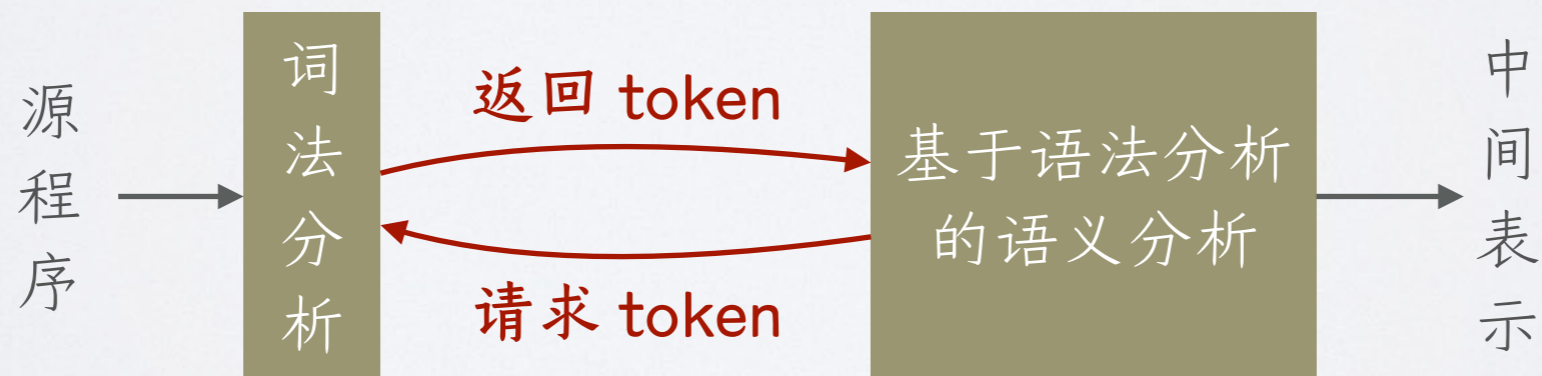 源程序
词法分析
返回 token
请求 token
基于语法分析
的语义分析
中间表示